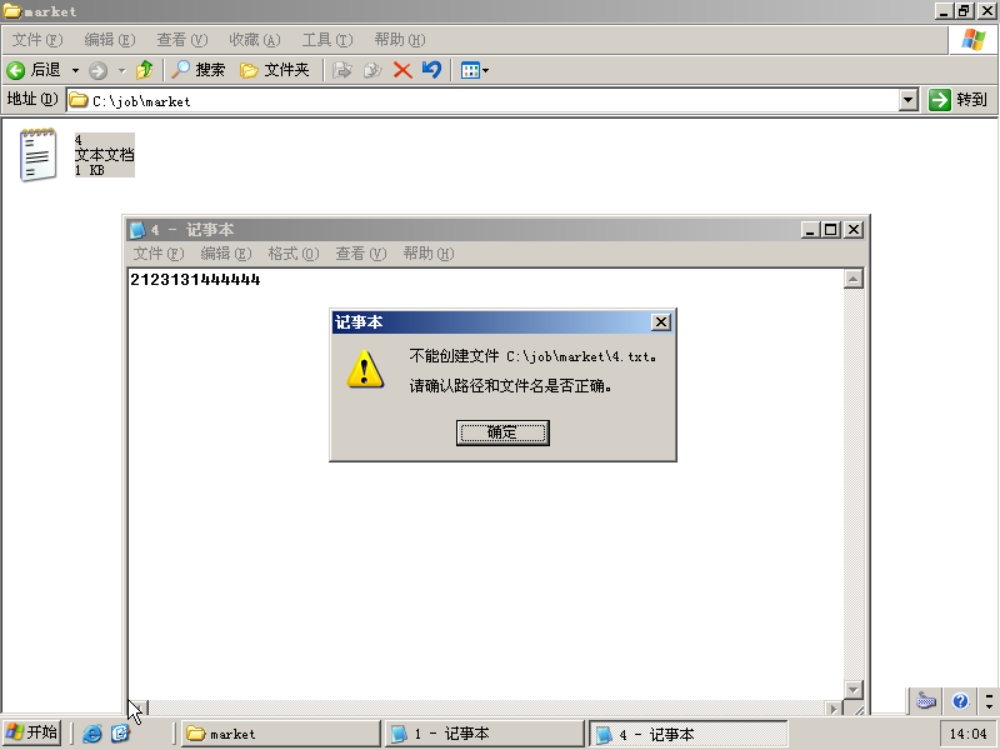 market
文件(F) 编辑(E) 查看(V) 收藏(A) 工具(T) 帮助(H)
后退 搜索 文件夹
地址(D) C:\job\market 转到
4
文本文档
1 KB
4 - 记事本
文件(F) 编辑(E) 格式(O) 查看(V) 帮助(H)
2123131444444
记事本
不能创建文件 C:\job\market\4.txt。
请确认路径和文件名是否正确。
确定
开始 market 1 - 记事本 4 - 记事本 14:04